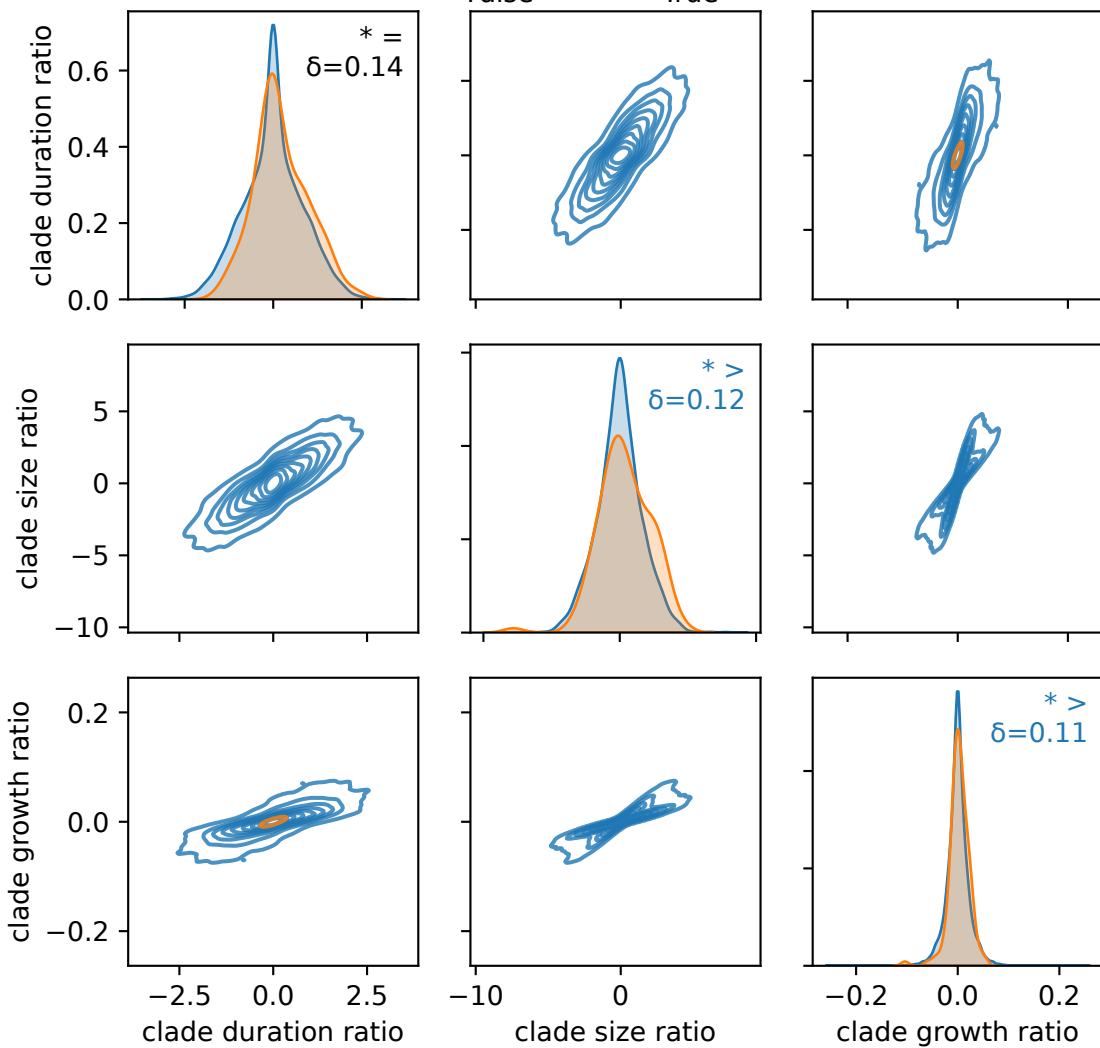 clade duration ratio
0.6
0.4
0.2
0.0
* =
δ=0.14
clade size ratio
5
0
−5
−10
* >
δ=0.12
clade growth ratio
0.2
0.0
−0.2
* >
δ=0.11
−2.5 0.0 2.5
−10 0
−0.2 0.0 0.2
clade duration ratio
clade size ratio
clade growth ratio